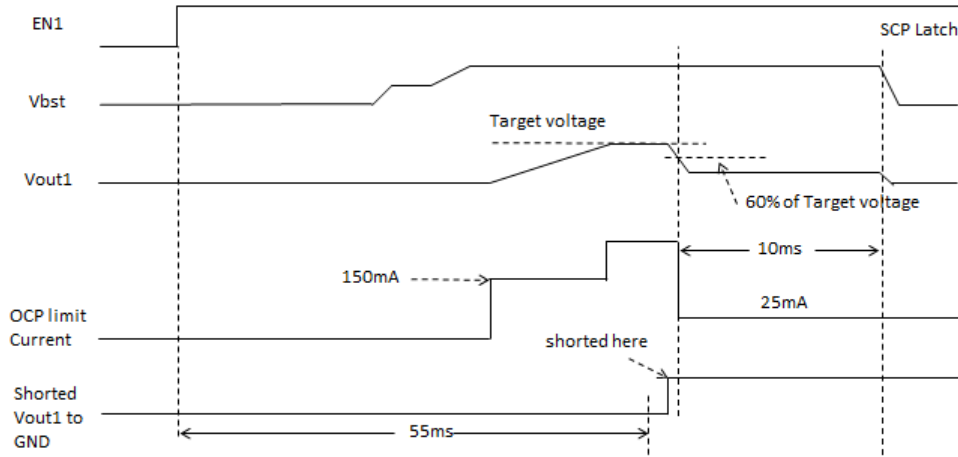 EN1
SCP Latch
Vbst
Target voltage
Vout1
60% of Target voltage
10ms
150mA
25mA
OCP limit
Current
shorted here
Shorted
Vout1 to
GND
55ms